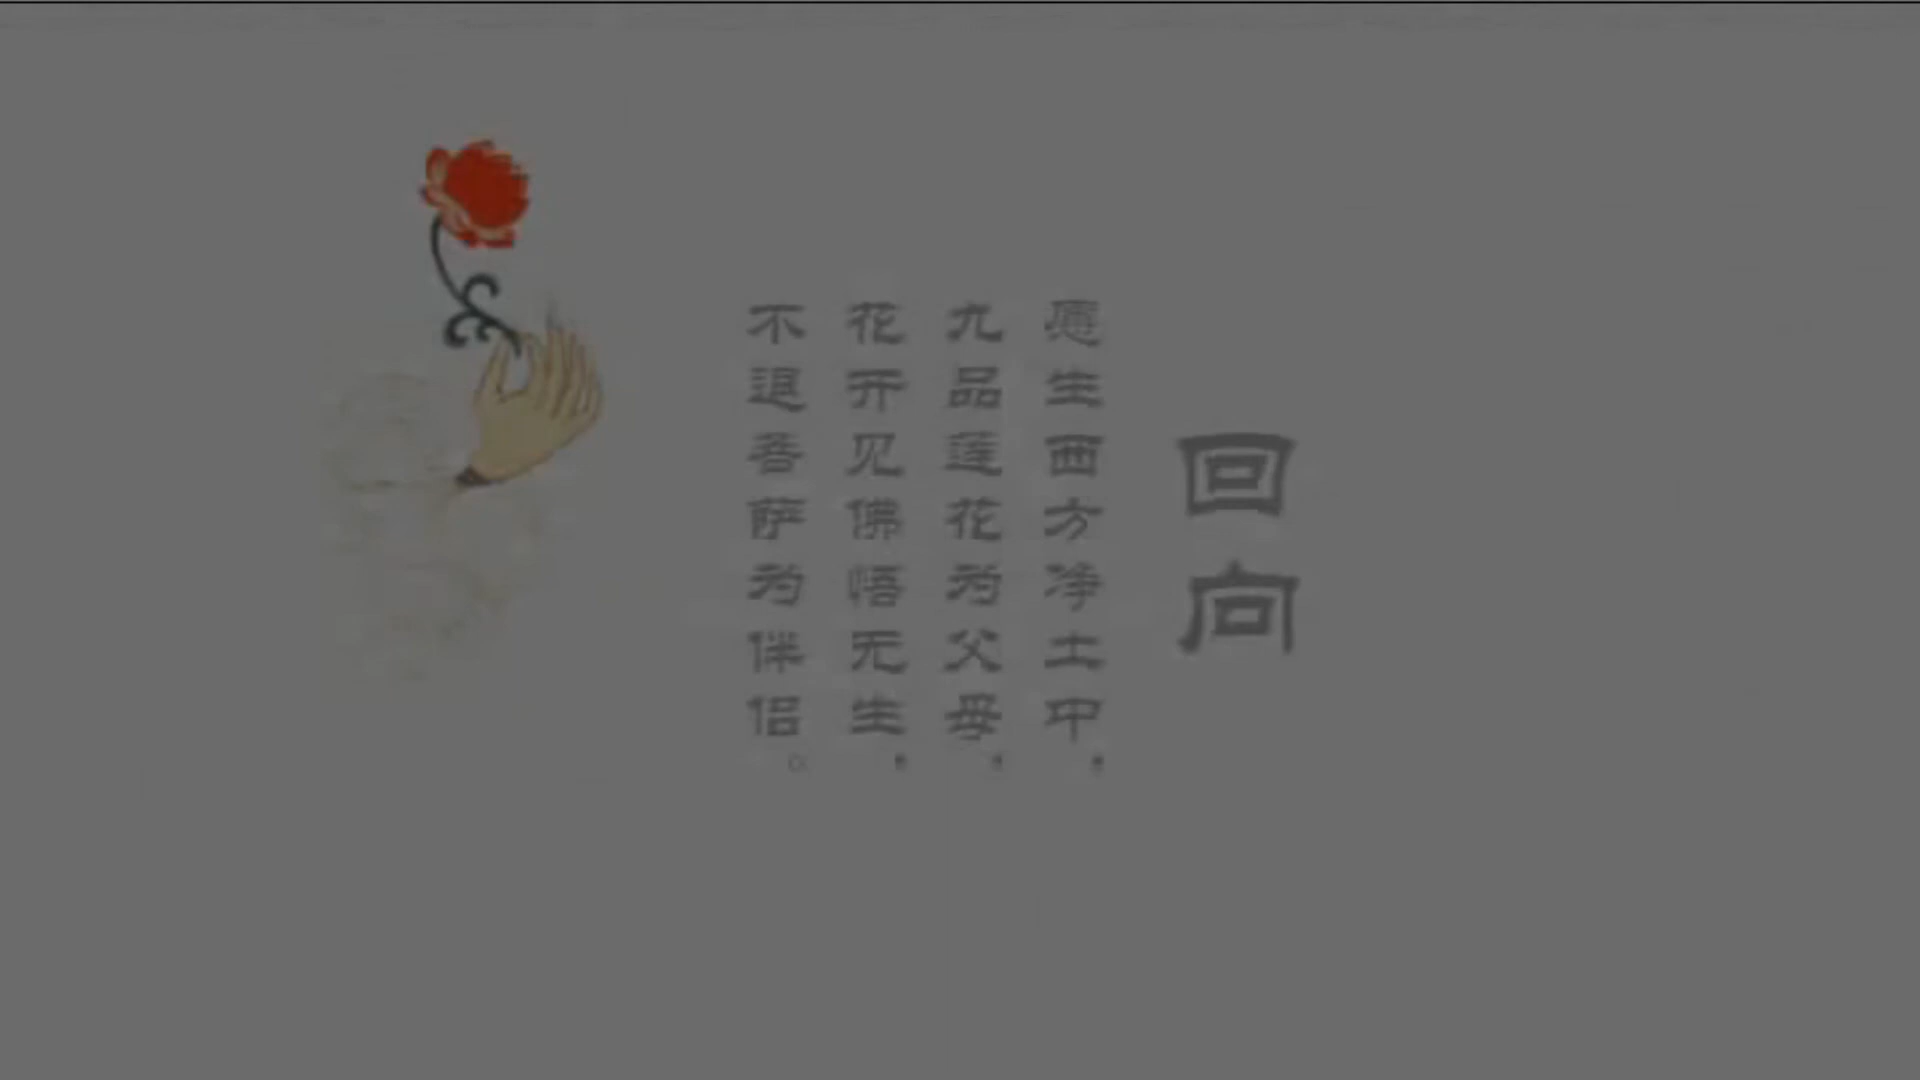 回向
愿生西方净土中，
九品莲花为父母，
花开见佛悟无生，
不退菩萨为伴侣。